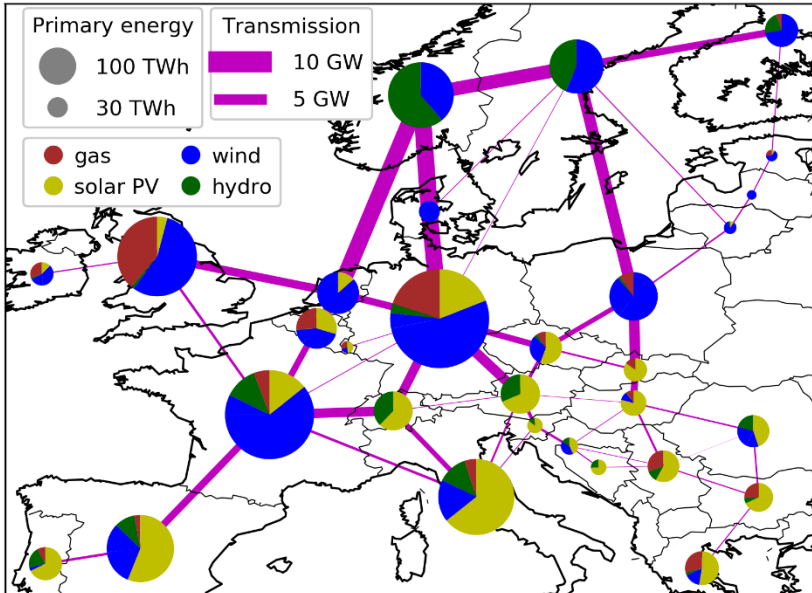 Primary energy
100 TWh
30 TWh
Transmission
10 GW
5 GW
gas
wind
solar PV
hydro